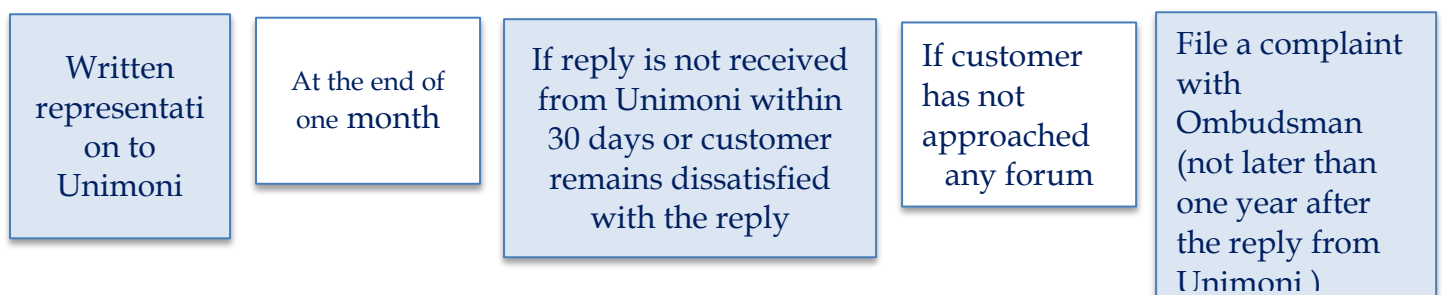 Written
representati
on to
Unimoni
At the end of
one month
If reply is not received
from Unimoni within
30 days or customer
remains dissatisfied
with the reply
If customer
has not
approached
any forum
File a complaint
with
Ombudsman
(not later than
one year after
the reply from
Unimoni )